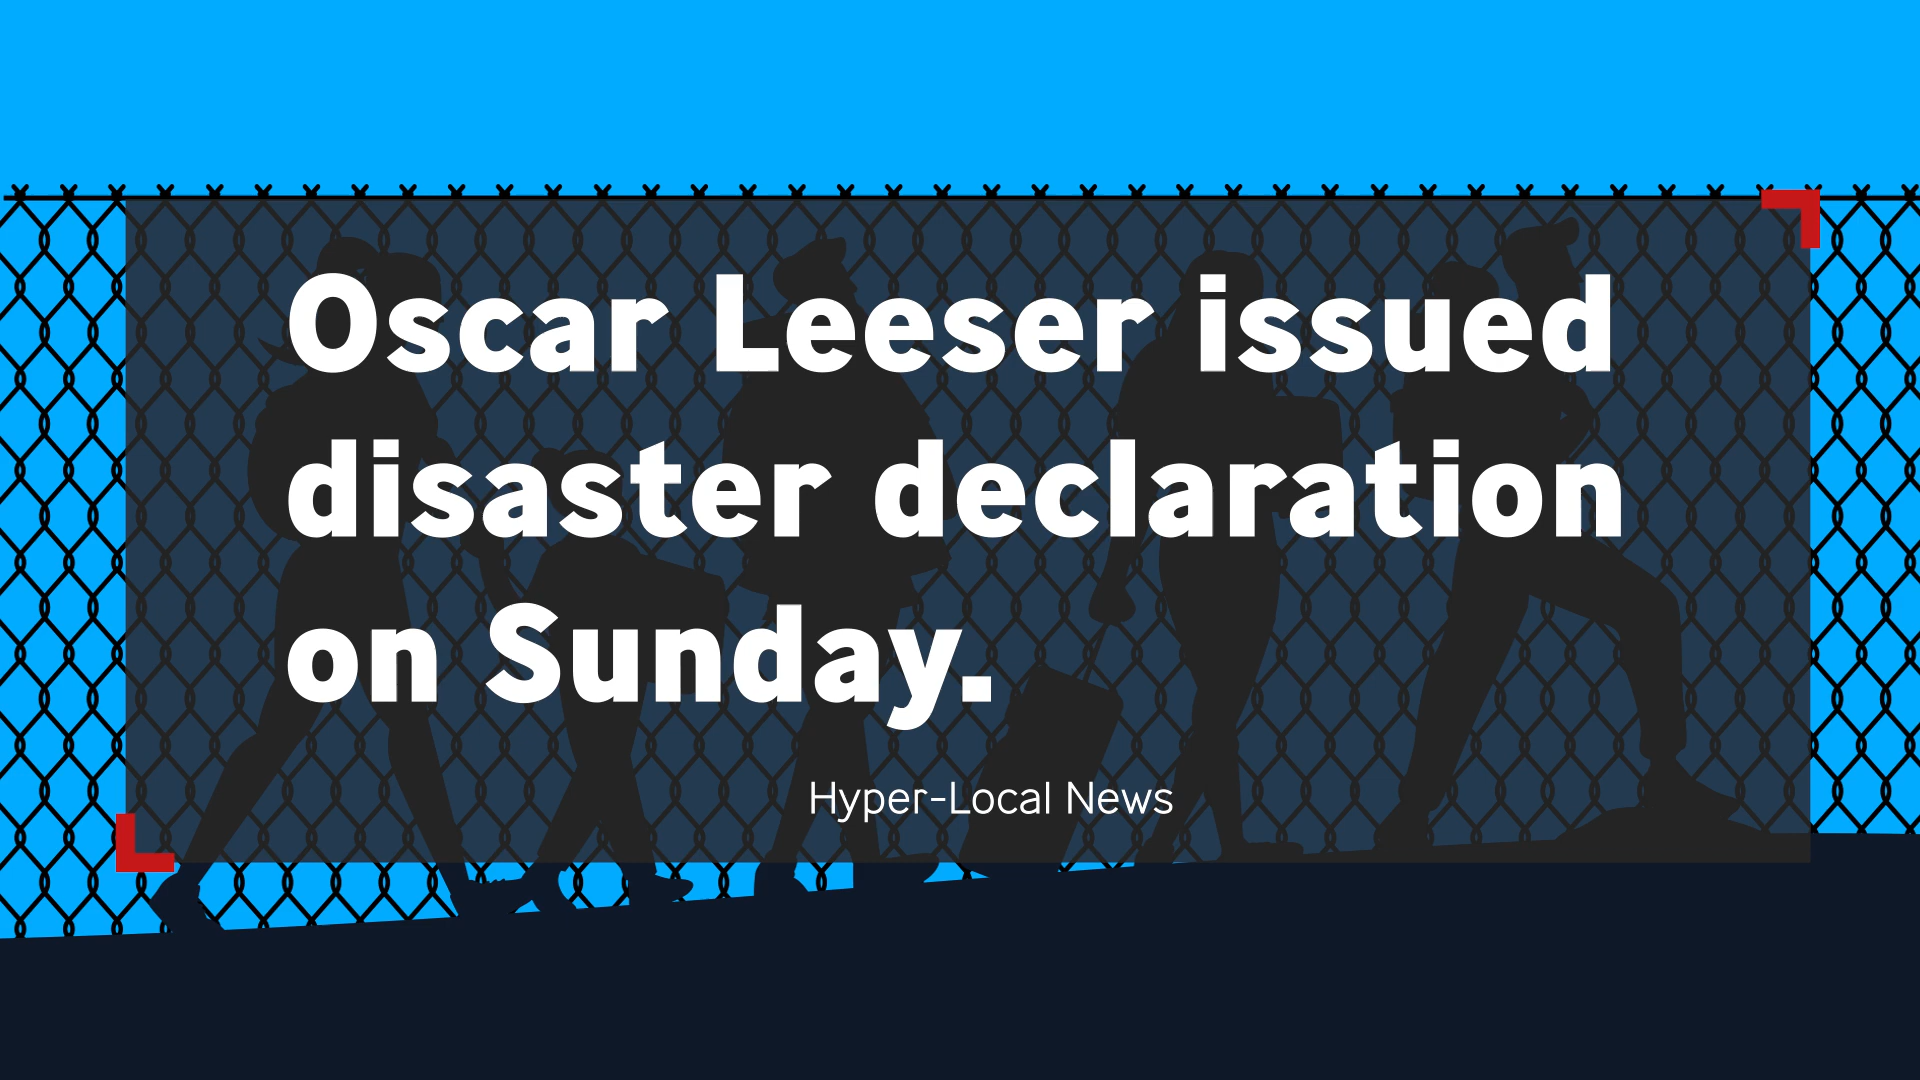 Oscar Leeser issued
disaster declaration
on Sunday.
Hyper-Local News